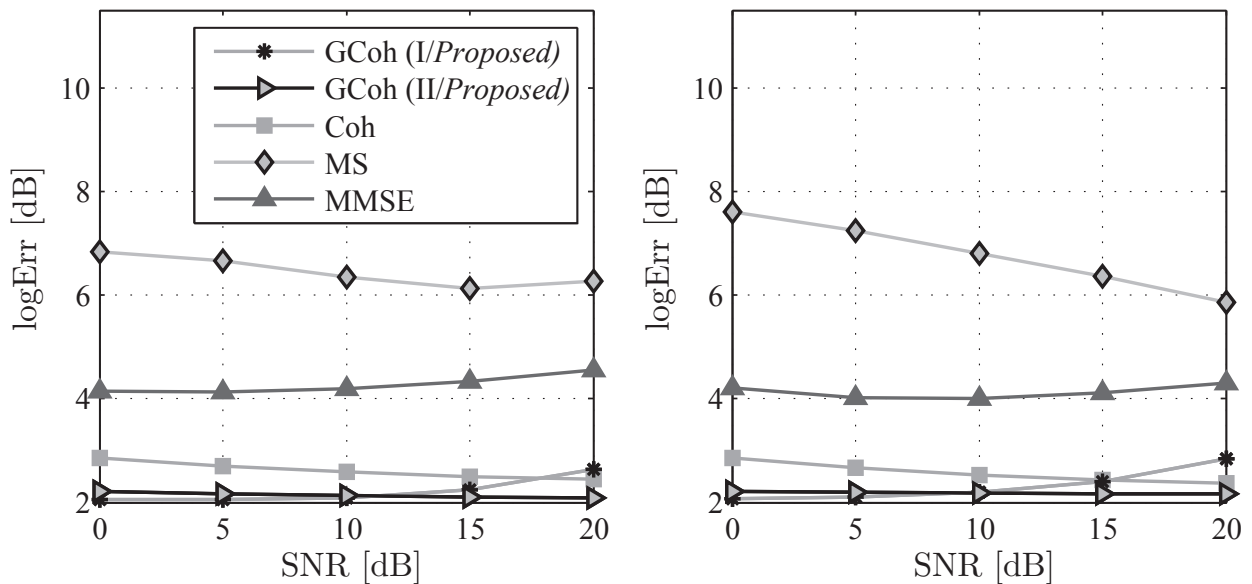 GCoh (I/Proposed)
GCoh (II/Proposed)
Coh
MS
MMSE
10
8
6
4
2
0
5
10
15
20
logErr [dB]
SNR [dB]
10
8
6
4
2
0
5
10
15
20
logErr [dB]
SNR [dB]